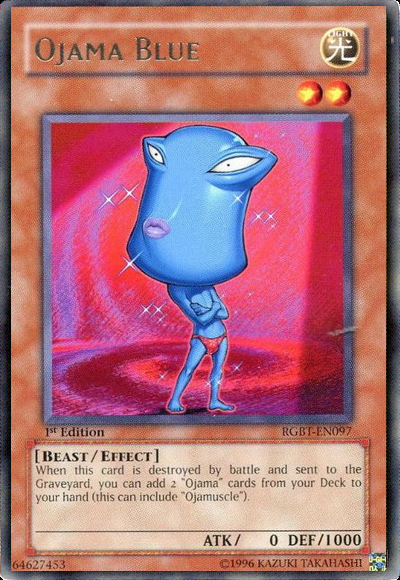 Ojama Blue
LIGHT
光
1st Edition
RGBT-EN097
[Beast / Effect]
When this card is destroyed by battle and sent to the
Graveyard, you can add 2 "Ojama" cards from your Deck to
your hand (this can include "Ojamuscle").
ATK/ 0 DEF/1000
64627453
©1996 KAZUKI TAKAHASHI